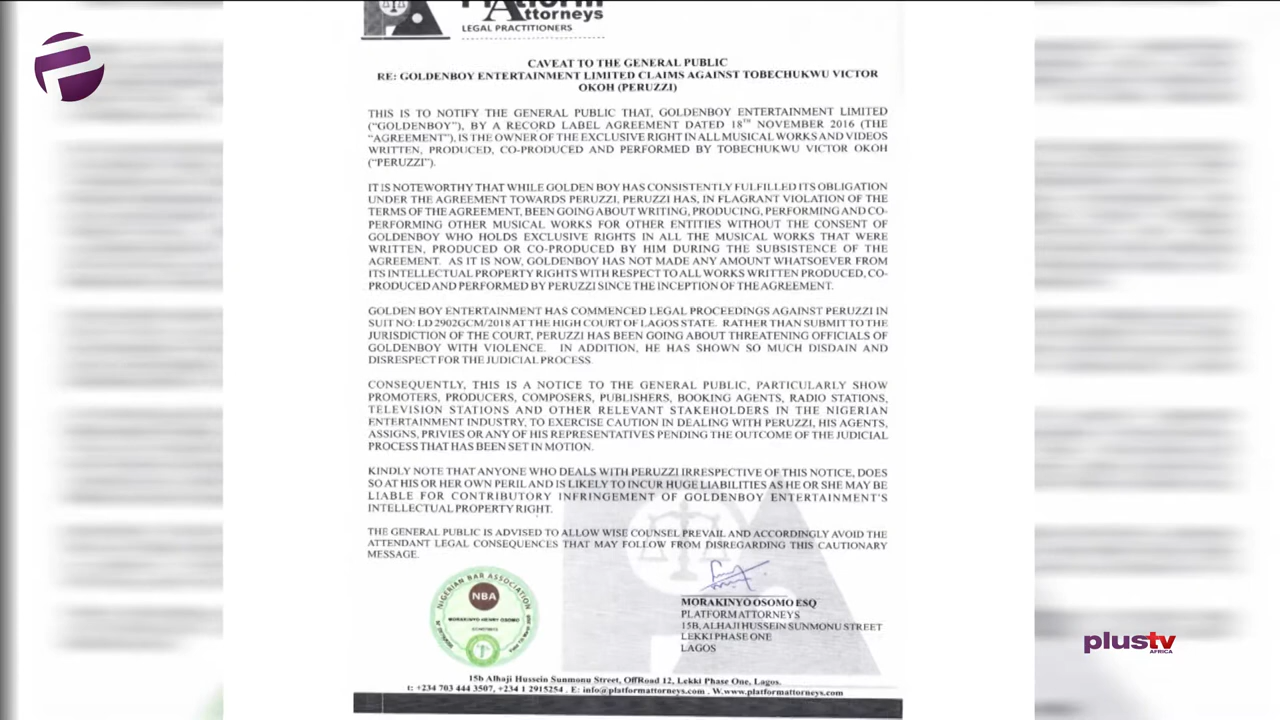 Platform
Attorneys
LEGAL PRACTITIONERS
CAVEAT TO THE GENERAL PUBLIC
RE: GOLDENBOY ENTERTAINMENT LIMITED CLAIMS AGAINST TOBECHUKWU VICTOR
OKOH (PERUZZI)
THIS IS TO NOTIFY THE GENERAL PUBLIC THAT, GOLDENBOY ENTERTAINMENT LIMITED
("GOLDENBOY"), BY A RECORD LABEL AGREEMENT DATED 18TH NOVEMBER 2016 (THE
"AGREEMENT"), IS THE OWNER OF THE EXCLUSIVE RIGHT IN ALL MUSICAL WORKS AND VIDEOS
WRITTEN, PRODUCED, CO-PRODUCED AND PERFORMED BY TOBECHUKWU VICTOR OKOH
("PERUZZI").
IT IS NOTEWORTHY THAT WHILE GOLDEN BOY HAS CONSISTENTLY FULFILLED ITS OBLIGATION
UNDER THE AGREEMENT TOWARDS PERUZZI, PERUZZI HAS, IN FLAGRANT VIOLATION OF THE
TERMS OF THE AGREEMENT, BEEN GOING ABOUT WRITING, PRODUCING, PERFORMING AND CO-
PERFORMING OTHER MUSICAL WORKS FOR OTHER ENTITIES WITHOUT THE CONSENT OF
GOLDENBOY WHO HOLDS EXCLUSIVE RIGHTS IN ALL THE MUSICAL WORKS THAT WERE
WRITTEN, PRODUCED OR CO-PRODUCED BY HIM DURING THE SUBSISTENCE OF THE
AGREEMENT. AS IT IS NOW, GOLDENBOY HAS NOT MADE ANY AMOUNT WHATSOEVER FROM
ITS INTELLECTUAL PROPERTY RIGHTS WITH RESPECT TO ALL WORKS WRITTEN PRODUCED, CO-
PRODUCED AND PERFORMED BY PERUZZI SINCE THE INCEPTION OF THE AGREEMENT.
GOLDEN BOY ENTERTAINMENT HAS COMMENCED LEGAL PROCEEDINGS AGAINST PERUZZI IN
SUIT NO: LD 2902GCM/2018 AT THE HIGH COURT OF LAGOS STATE. RATHER THAN SUBMIT TO THE
JURISDICTION OF THE COURT, PERUZZI HAS BEEN GOING ABOUT THREATENING OFFICIALS OF
GOLDENBOY WITH VIOLENCE. IN ADDITION, HE HAS SHOWN SO MUCH DISDAIN AND
DISRESPECT FOR THE JUDICIAL PROCESS
CONSEQUENTLY, THIS IS A NOTICE TO THE GENERAL PUBLIC, PARTICULARLY SHOW
PROMOTERS, PRODUCERS, COMPOSERS, PUBLISHERS, BOOKING AGENTS, RADIO STATIONS,
TELEVISION STATIONS AND OTHER RELEVANT STAKEHOLDERS IN THE NIGERIAN
ENTERTAINMENT INDUSTRY, TO EXERCISE CAUTION IN DEALING WITH PERUZZI, HIS AGENTS,
ASSIGNS, PRIVIES OR ANY OF HIS REPRESENTATIVES PENDING THE OUTCOME OF THE JUDICIAL
PROCESS THAT HAS BEEN SET IN MOTION.
KINDLY NOTE THAT ANYONE WHO DEALS WITH PERUZZI IRRESPECTIVE OF THIS NOTICE, DOES
SO AT HIS OR HER OWN PERIL AND IS LIKELY TO INCUR HUGE LIABILITIES AS HE OR SHE MAY BE
LIABLE FOR CONTRIBUTORY INFRINGEMENT OF GOLDENBOY ENTERTAINMENT'S
INTELLECTUAL PROPERTY RIGHT.
THE GENERAL PUBLIC IS ADVISED TO ALLOW WISE COUNSEL PREVAIL AND ACCORDINGLY AVOID THE
ATTENDANT LEGAL CONSEQUENCES THAT MAY FOLLOW FROM DISREGARDING THIS CAUTIONARY
MESSAGE.
NIGERIAN BAR ASSOCIATION
NBA
MORAKINYO HENRY OSOMO
MORAKINYO OSOMO ESQ
PLATFORM ATTORNEYS
15B, ALHAJI HUSSEIN SUNMONU STREET
LEKKI PHASE ONE
LAGOS
15b Alhaji Hussein Sunmonu Street, OffRoad 12, Lekki Phase One, Lagos.
t: +234 703 444 3507, +234 1 2915254 . E: info@platformattorneys.com . W.www.platformattorneys.com
plustv
AFRICA